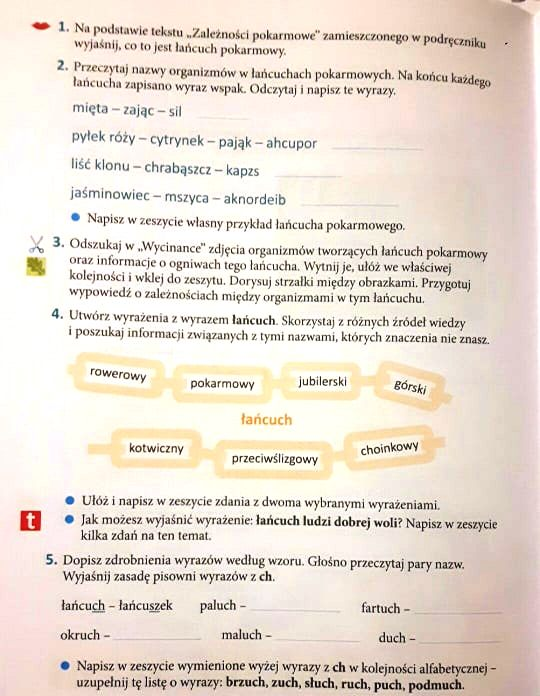 1. Na podstawie tekstu „Zależności pokarmowe” zamieszczonego w podręczniku
wyjaśnij, co to jest łańcuch pokarmowy.
2. Przeczytaj nazwy organizmów w łańcuchach pokarmowych. Na końcu każdego
łańcucha zapisano wyraz wspak. Odczytaj i napisz te wyrazy.
mięta – zając – sil
pyłek róży – cytrynek – pająk – ahcupor
liść klonu – chrabąszcz – kapzs
jaśminowiec – mszyca – aknordeib
• Napisz w zeszycie własny przykład łańcucha pokarmowego.
3. Odszukaj w „Wycinance” zdjęcia organizmów tworzących łańcuch pokarmowy
oraz informacje o ogniwach tego łańcucha. Wytnij je, ułóż we właściwej
kolejności i wklej do zeszytu. Dorysuj strzałki między obrazkami. Przygotuj
wypowiedź o zależnościach między organizmami w tym łańcuchu.
4. Utwórz wyrażenia z wyrazem łańcuch. Skorzystaj z różnych źródeł wiedzy
i poszukaj informacji związanych z tymi nazwami, których znaczenia nie znasz.
rowerowy pokarmowy jubilerski górski
łańcuch
kotwiczny przeciwślizgowy choinkowy
• Ułóż i napisz w zeszycie zdania z dwoma wybranymi wyrażeniami.
t • Jak możesz wyjaśnić wyrażenie: łańcuch ludzi dobrej woli? Napisz w zeszycie
kilka zdań na ten temat.
5. Dopisz zdrobnienia wyrazów według wzoru. Głośno przeczytaj pary nazw.
Wyjaśnij zasadę pisowni wyrazów z ch.
łańcuch – łańcuszek paluch – fartuch –
okruch – maluch – duch –
• Napisz w zeszycie wymienione wyżej wyrazy z ch w kolejności alfabetycznej –
uzupełnij tę listę o wyrazy: brzuch, zuch, słuch, ruch, puch, podmuch.